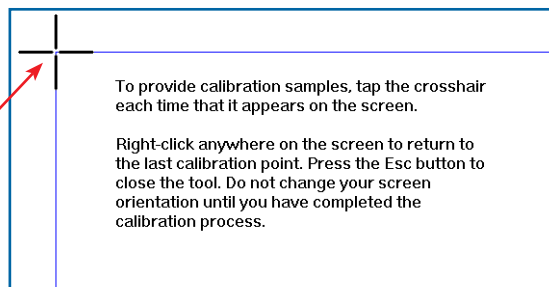 To provide calibration samples, tap the crosshair
each time that it appears on the screen.
Right-click anywhere on the screen to return to
the last calibration point. Press the Esc button to
close the tool. Do not change your screen
orientation until you have completed the
calibration process.